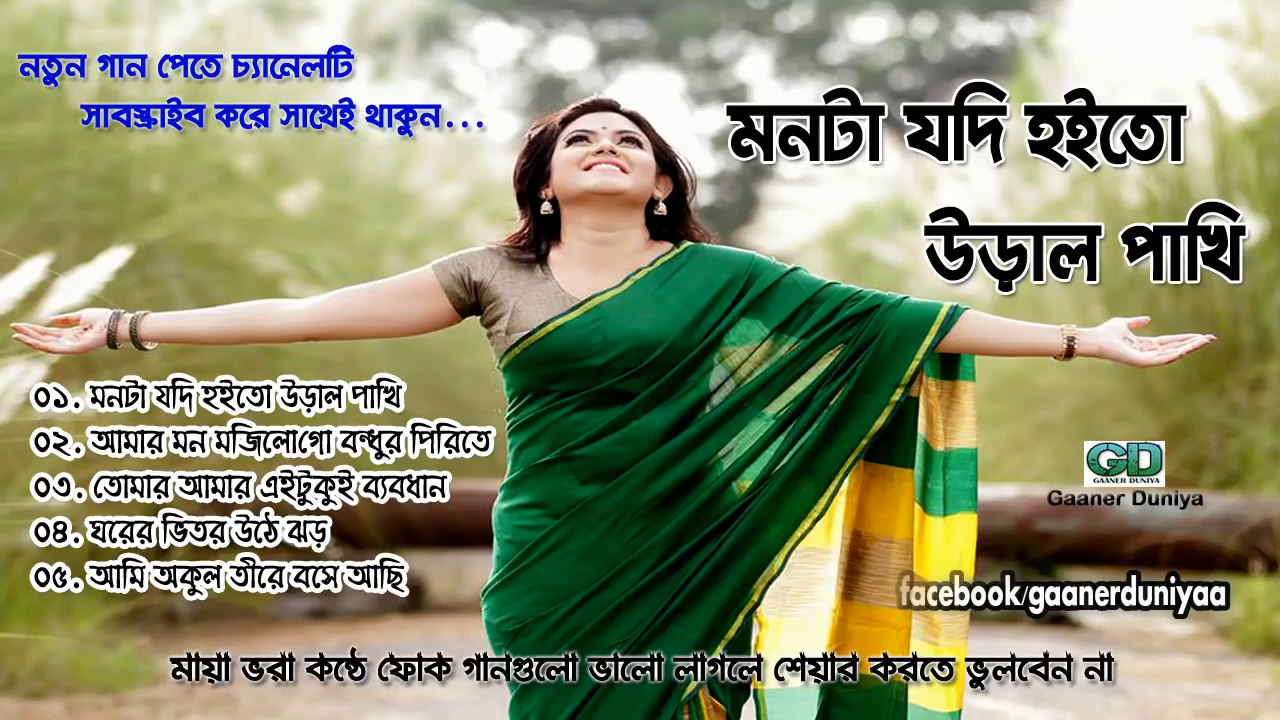 নতুন গান পেতে চ্যানেলটি
সাবস্ক্রাইব করে সাথেই থাকুন...
মনটা যদি হইতো
উড়াল পাখি
০১. মনটা যদি হইতো উড়াল পাখি
০২. আমার মন মজিলোগো বন্ধুর পিরিতে
০৩. তোমার আমার এইটুকুই ব্যবধান
০৪. ঘরের ভিতর উঠে ঝড়
০৫. আমি অকুল তীরে বসে আছি
GD
GAANER DUNIYA
Gaaner Duniya
facebook/gaanerduniyaa
মায়া ভরা কণ্ঠে ফোক গানগুলো ভালো লাগলে শেয়ার করতে ভুলবেন না